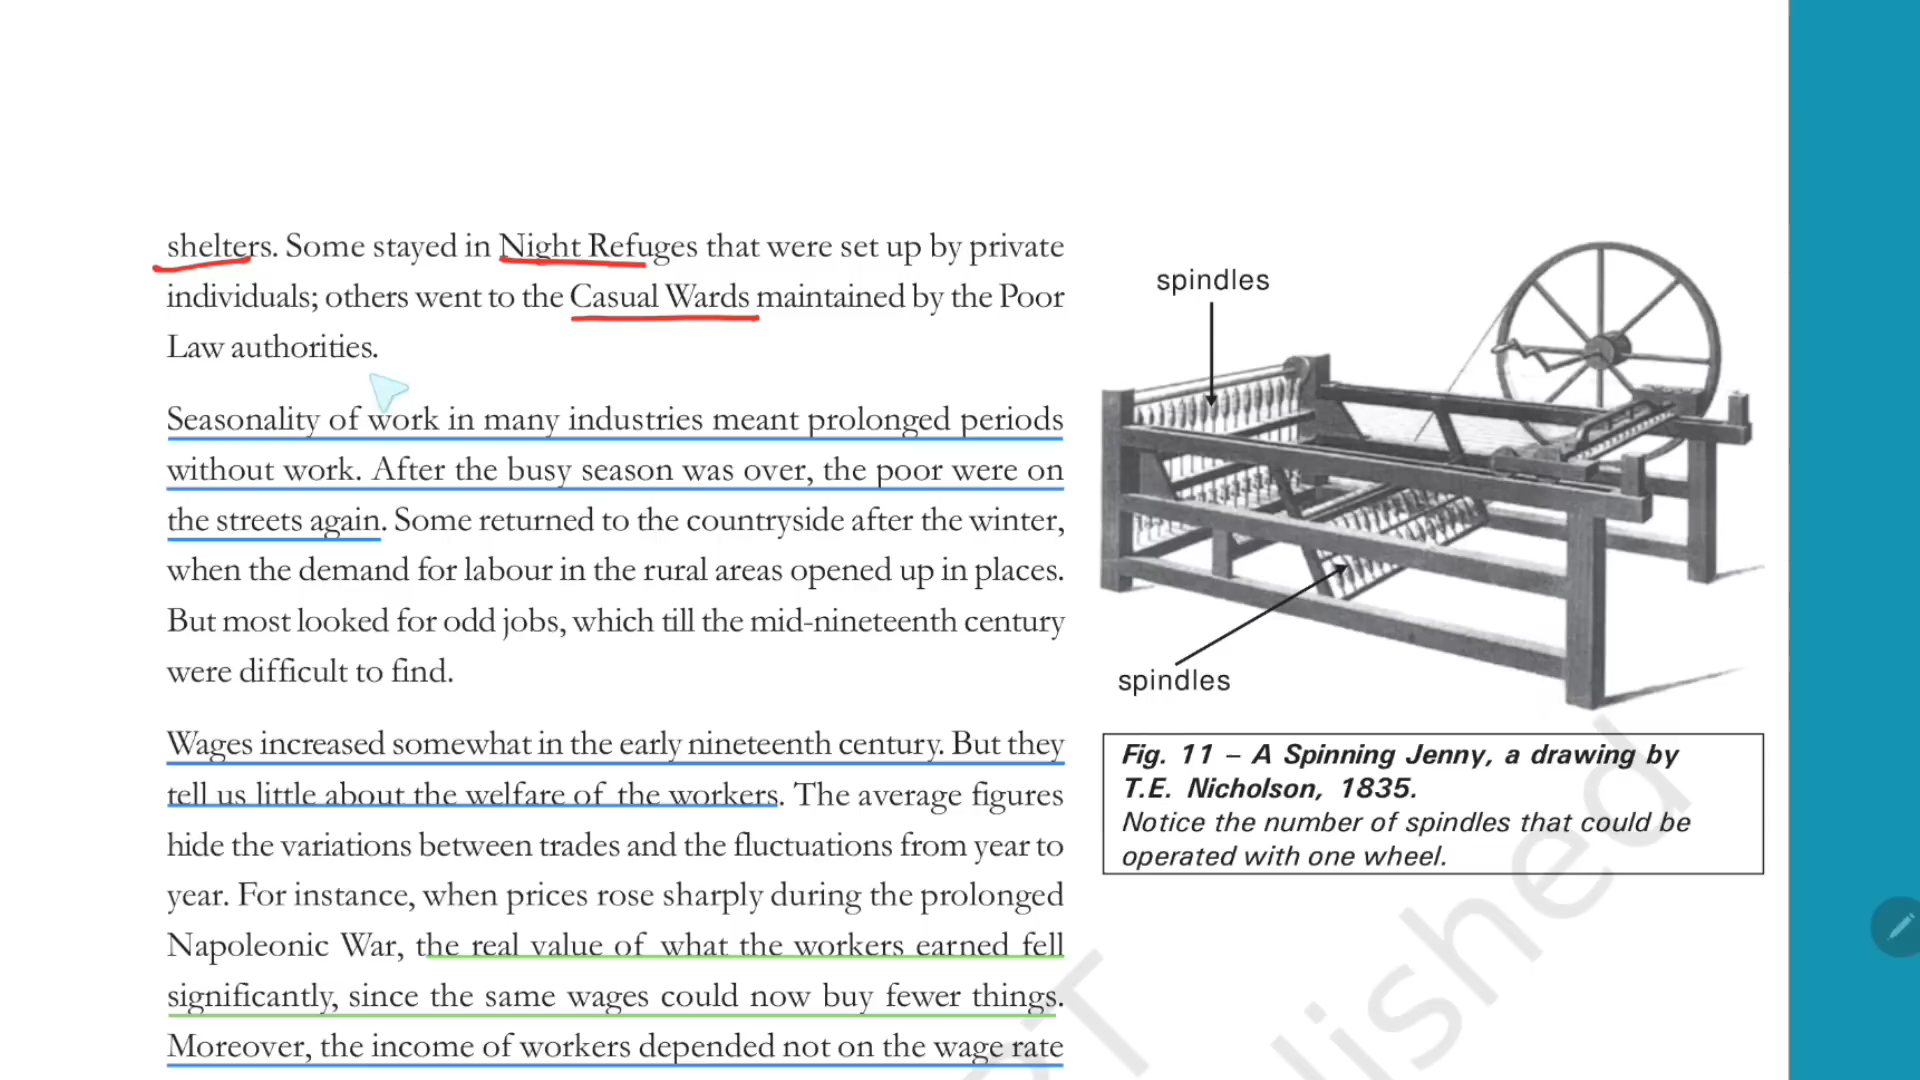 shelters. Some stayed in Night Refuges that were set up by private
individuals; others went to the Casual Wards maintained by the Poor
Law authorities.
Seasonality of work in many industries meant prolonged periods
without work. After the busy season was over, the poor were on
the streets again. Some returned to the countryside after the winter,
when the demand for labour in the rural areas opened up in places.
But most looked for odd jobs, which till the mid-nineteenth century
were difficult to find.
Wages increased somewhat in the early nineteenth century. But they
tell us little about the welfare of the workers. The average figures
hide the variations between trades and the fluctuations from year to
year. For instance, when prices rose sharply during the prolonged
Napoleonic War, the real value of what the workers earned fell
significantly, since the same wages could now buy fewer things.
Moreover, the income of workers depended not on the wage rate
spindles
spindles
Fig. 11 – A Spinning Jenny, a drawing by
T.E. Nicholson, 1835.
Notice the number of spindles that could be
operated with one wheel.